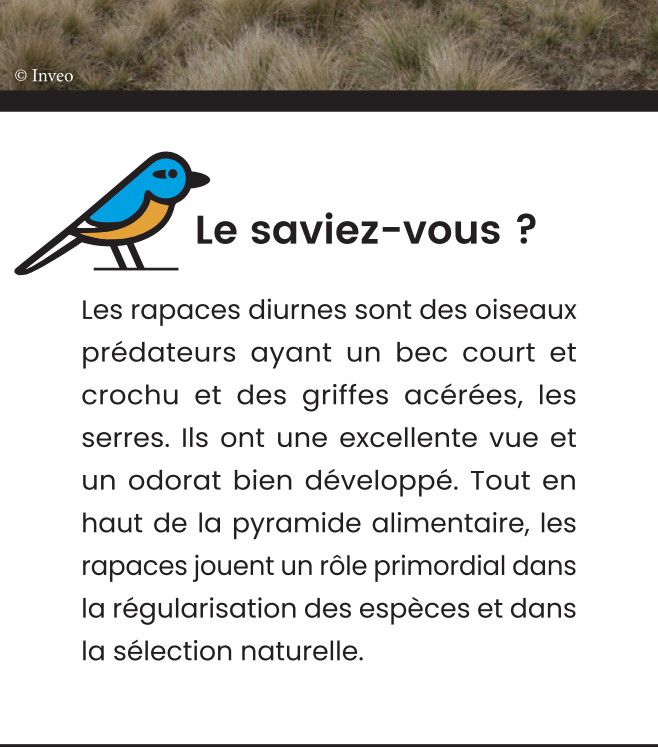 © Inveo
Le saviez-vous ?
Les rapaces diurnes sont des oiseaux
prédateurs ayant un bec court et
crochu et des griffes acérées, les
serres. Ils ont une excellente vue et
un odorat bien développé. Tout en
haut de la pyramide alimentaire, les
rapaces jouent un rôle primordial dans
la régularisation des espèces et dans
la sélection naturelle.